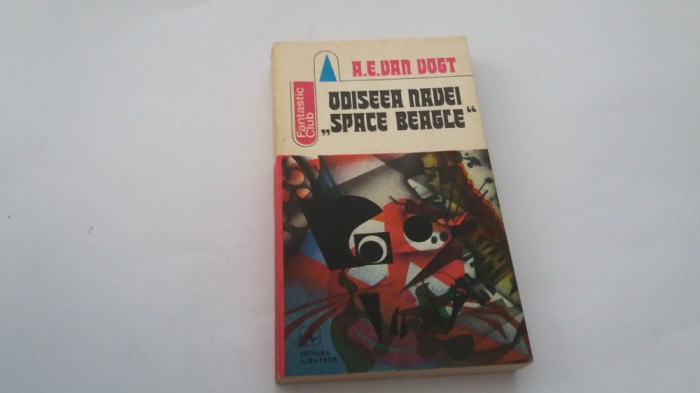 A.E.VAN VOGT
ODISEEA NAVEI
„SPACE BEAGLE“
Fantastic
Club
EDITURA
ALBATROS